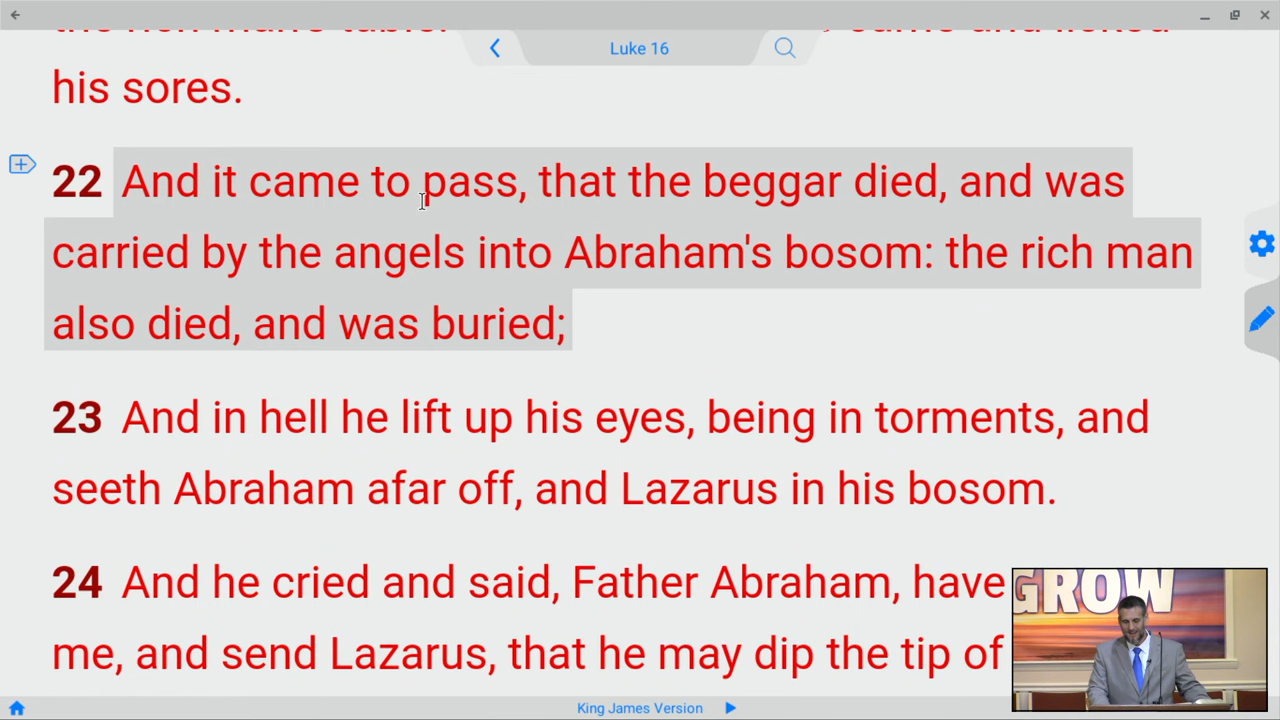 Luke 16
his sores.
22 And it came to pass, that the beggar died, and was
carried by the angels into Abraham's bosom: the rich man
also died, and was buried;
23 And in hell he lift up his eyes, being in torments, and
seeth Abraham afar off, and Lazarus in his bosom.
24 And he cried and said, Father Abraham, have
me, and send Lazarus, that he may dip the tip of
GROW
King James Version